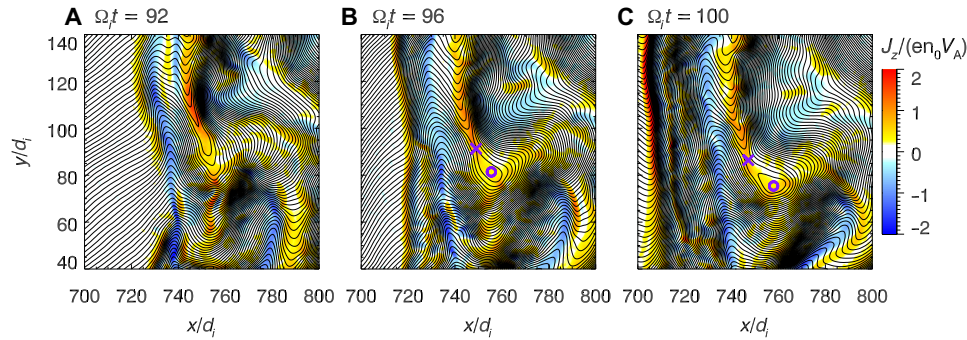 A Ωᵢt = 92
B Ωᵢt = 96
C Ωᵢt = 100
J_z/(en₀V_A)
140
120
100
80
60
40
y/dᵢ
700 720 740 760 780 800
x/dᵢ
700 720 740 760 780 800
x/dᵢ
700 720 740 760 780 800
x/dᵢ
2
1
0
−1
−2